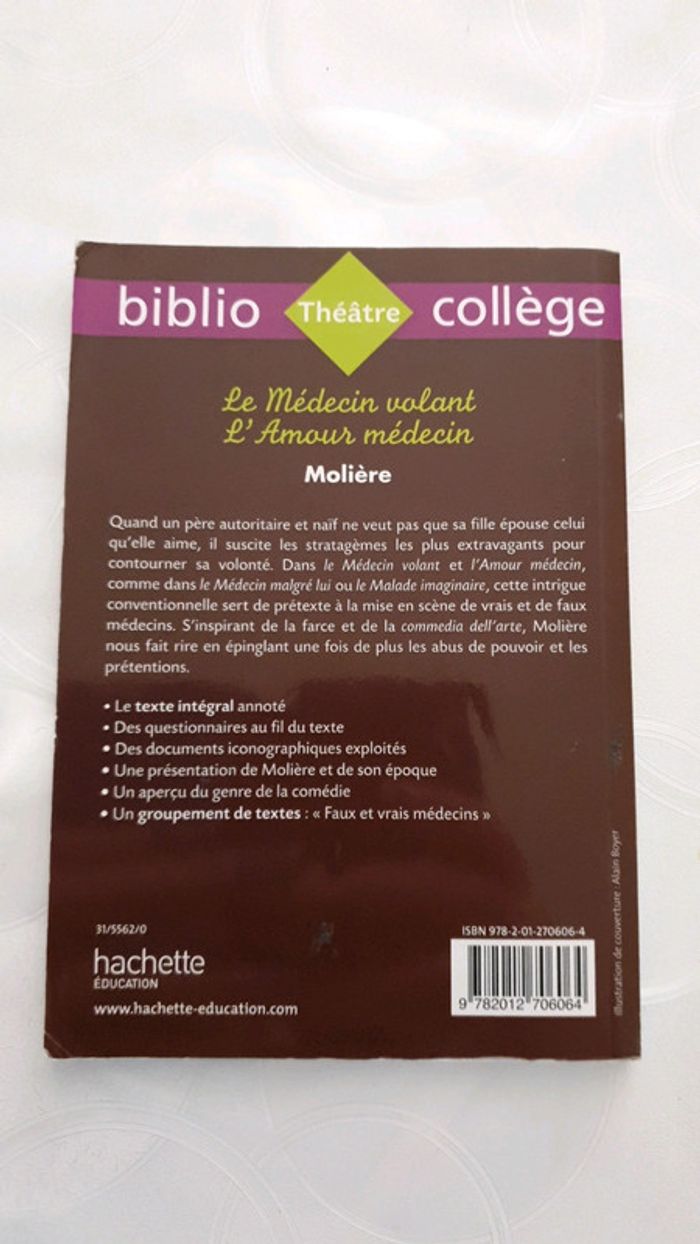 biblio Théâtre collège
Le Médecin volant
L'Amour médecin
Molière
Quand un père autoritaire et naïf ne veut pas que sa fille épouse celui
qu'elle aime, il suscite les stratagèmes les plus extravagants pour
contourner sa volonté. Dans le Médecin volant et l'Amour médecin,
comme dans le Médecin malgré lui ou le Malade imaginaire, cette intrigue
conventionnelle sert de prétexte à la mise en scène de vrais et de faux
médecins. S'inspirant de la farce et de la commedia dell'arte, Molière
nous fait rire en épinglant une fois de plus les abus de pouvoir et les
prétentions.
• Le texte intégral annoté
• Des questionnaires au fil du texte
• Des documents iconographiques exploités
• Une présentation de Molière et de son époque
• Un aperçu du genre de la comédie
• Un groupement de textes : « Faux et vrais médecins »
31/5562/0
hachette
ÉDUCATION
www.hachette-education.com
ISBN 978-2-01-270606-4
9 782012 706064
Illustration de couverture : Alain Boyer